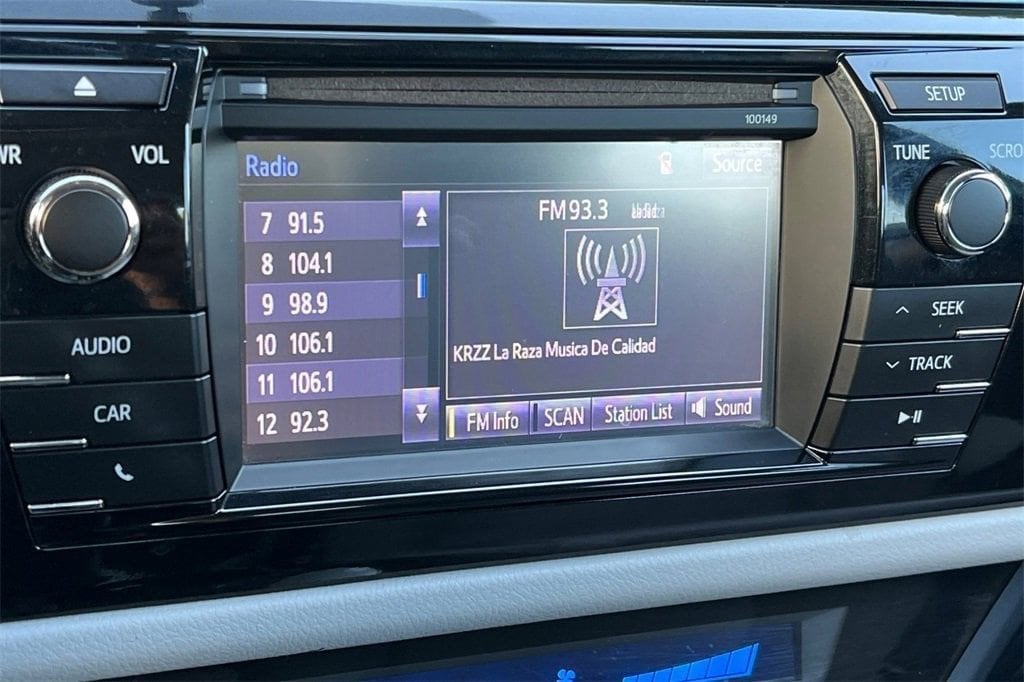 SETUP
100149
WR VOL
TUNE SCRO
Radio
Source
7 91.5
8 104.1
9 98.9
10 106.1
11 106.1
12 92.3
FM 93.3
KRZZ La Raza Musica De Calidad
FM Info SCAN Station List Sound
AUDIO
CAR
SEEK
TRACK